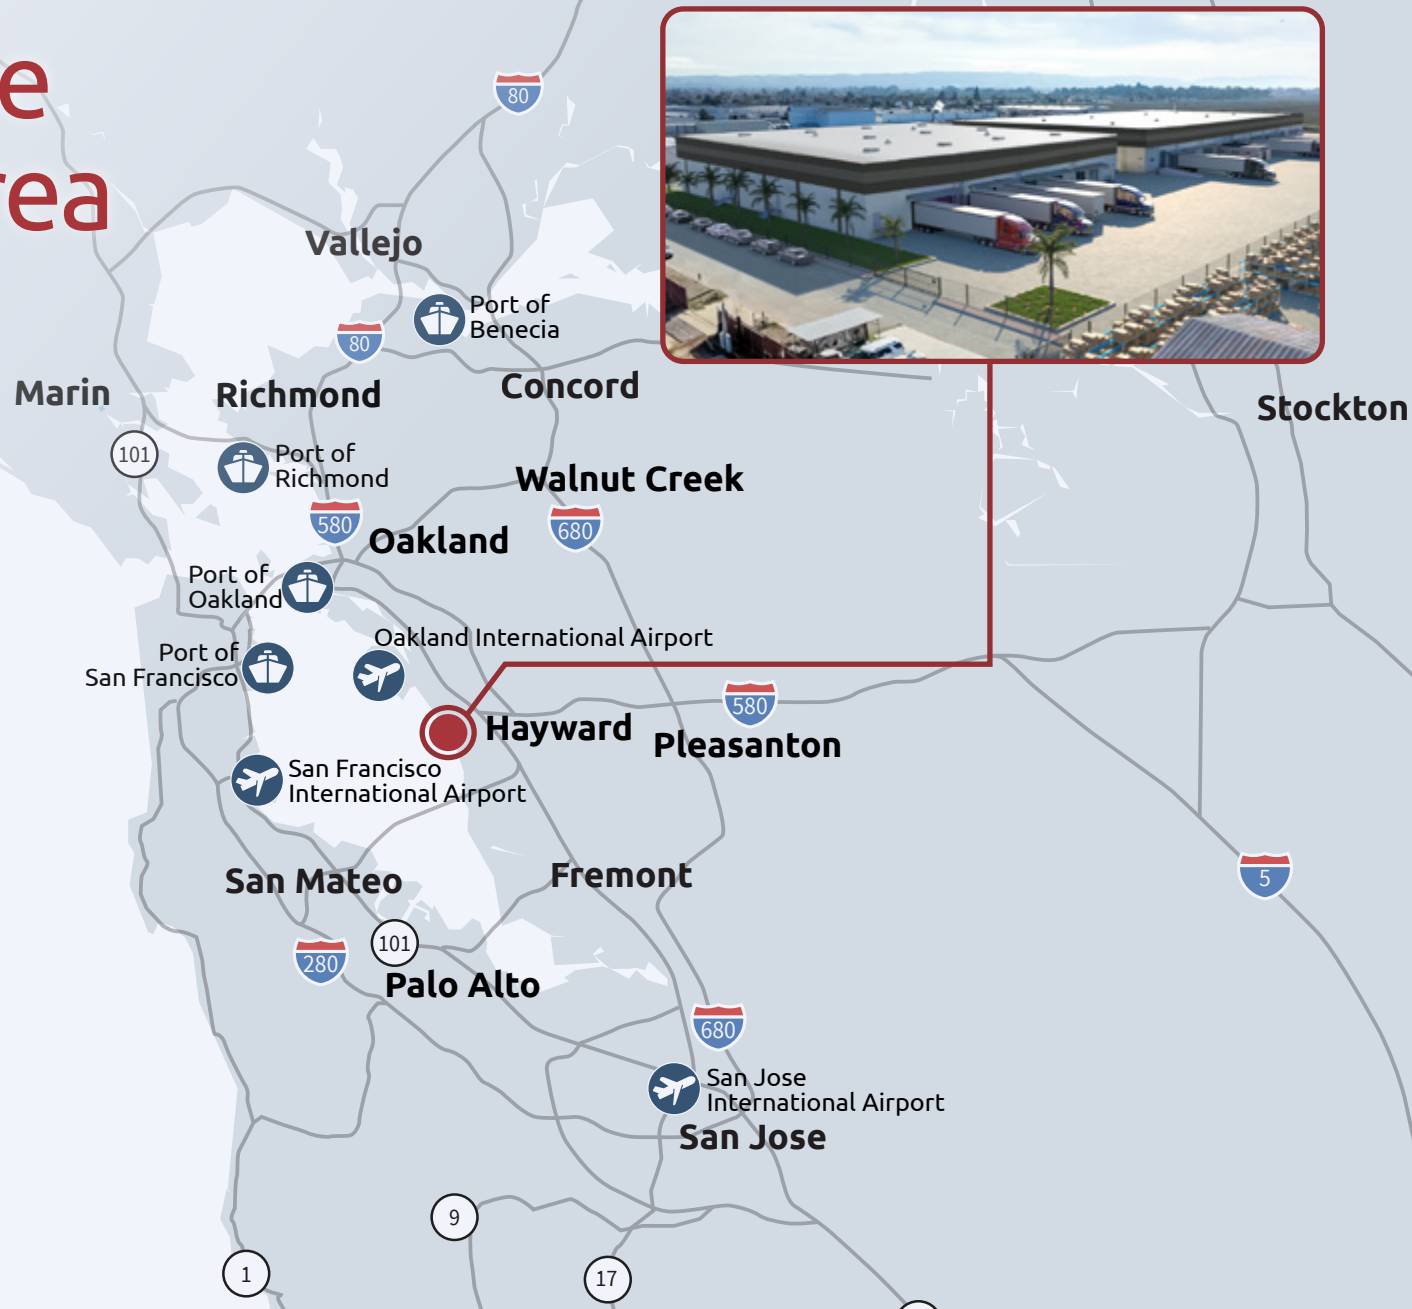 80
Vallejo
Port of
Benecia
80
Marin
Richmond
Concord
Stockton
101
Port of
Richmond
Walnut Creek
580
Oakland
680
Port of
Oakland
Oakland International Airport
Port of
San Francisco
580
Hayward
Pleasanton
San Francisco
International Airport
San Mateo
Fremont
5
101
280
Palo Alto
680
San Jose
International Airport
San Jose
9
1
17